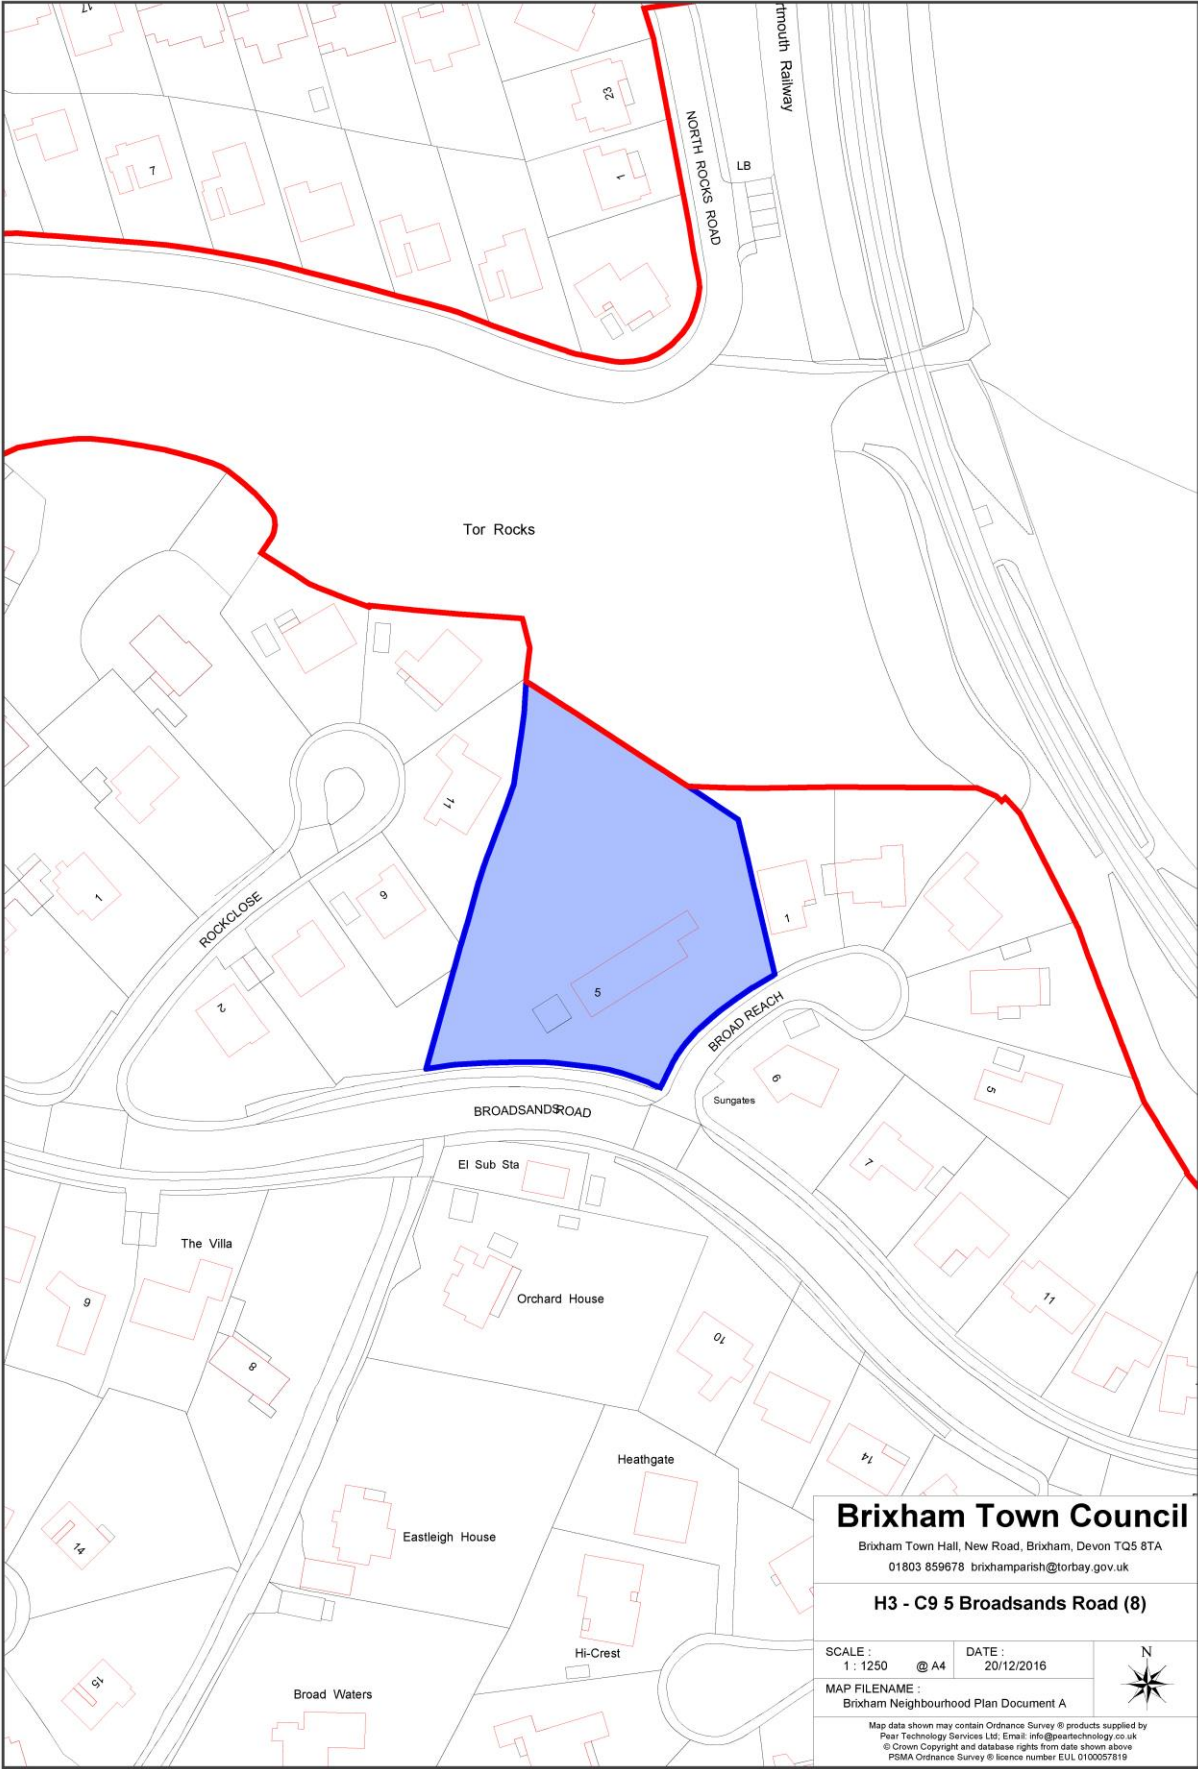 17
rtmouth Railway
23
NORTH ROCKS ROAD
LB
7
1
Tor Rocks
11
ROCKCLOSE
1
9
2
5
1
BROAD REACH
BROADSANDS ROAD
Sungates
6
5
7
El Sub Sta
The Villa
Orchard House
9
8
10
11
Heathgate
14
Eastleigh House
14
Hi-Crest
15
Broad Waters
Brixham Town Council
Brixham Town Hall, New Road, Brixham, Devon TQ5 8TA
01803 859678 brixhamparish@torbay.gov.uk
H3 - C9 5 Broadsands Road (8)
SCALE :
1 : 1250 @ A4
DATE :
20/12/2016
N
MAP FILENAME :
Brixham Neighbourhood Plan Document A
Map data shown may contain Ordnance Survey ® products supplied by
Pear Technology Services Ltd; Email: info@peartechnology.co.uk
© Crown Copyright and database rights from date shown above
PSMA Ordnance Survey ® licence number EUL 0100057819